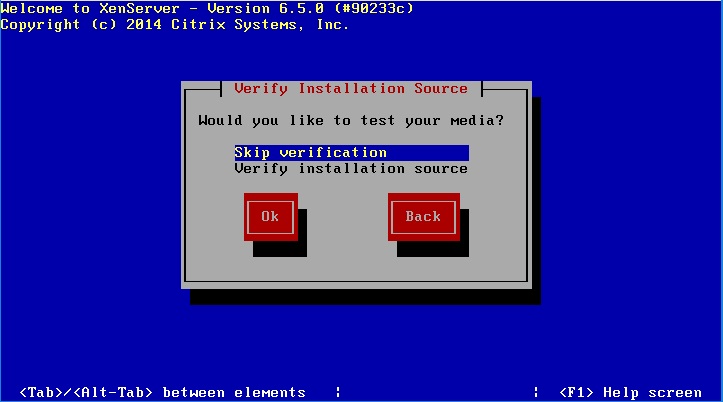 Welcome to XenServer - Version 6.5.0 (#90233c)
Copyright (c) 2014 Citrix Systems, Inc.
Verify Installation Source
Would you like to test your media?
Skip verification
Verify installation source
Ok Back
<Tab>/<Alt-Tab> between elements ¦ ¦ <F1> Help screen